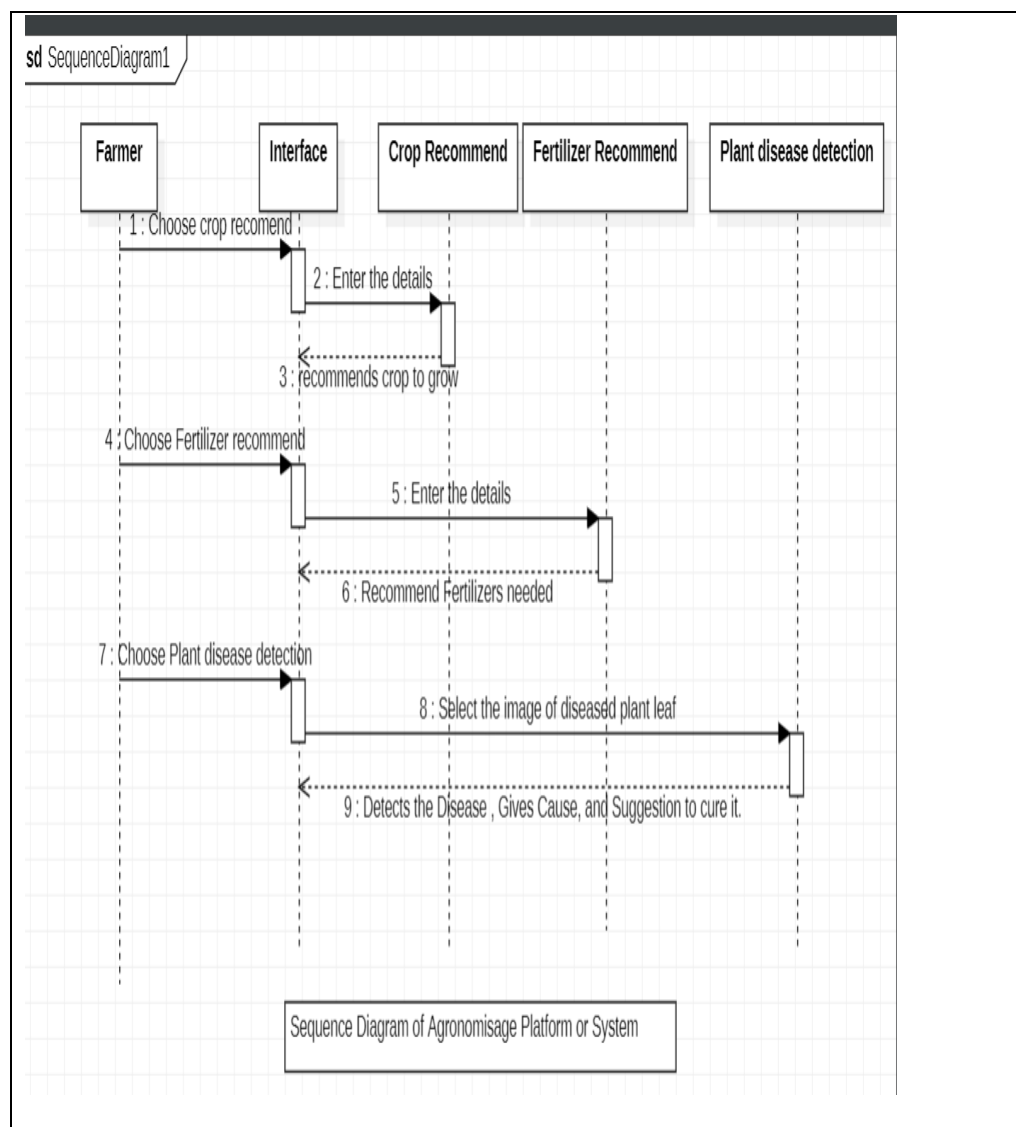 sd SequenceDiagram1
Farmer
Interface
Crop Recommend
Fertilizer Recommend
Plant disease detection
1 : Choose crop recomend
2 : Enter the details
3 : recommends crop to grow
4 : Choose Fertilizer recommend
5 : Enter the details
6 : Recommend Fertilizers needed
7 : Choose Plant disease detection
8 : Select the image of diseased plant leaf
9 : Detects the Disease , Gives Cause, and Suggestion to cure it.
Sequence Diagram of Agronomisage Platform or System